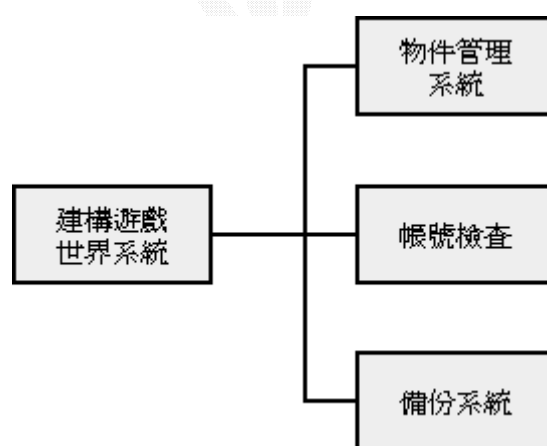 物件管理
系統
建構遊戲
世界系統
帳號檢查
備份系統